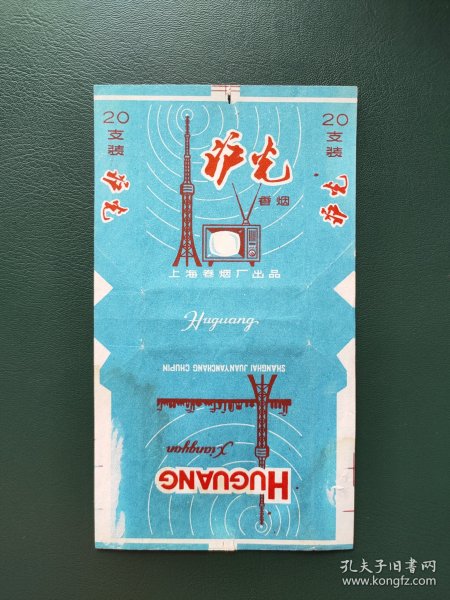 20
支
装
沪光
20
支
装
沪光
沪光
香烟
上海卷烟厂出品
Huguang
SHANGHAI JUANYANCHANG CHUPIN
Xiangyan
HUGUANG
孔夫子旧书网
www.kongfz.com